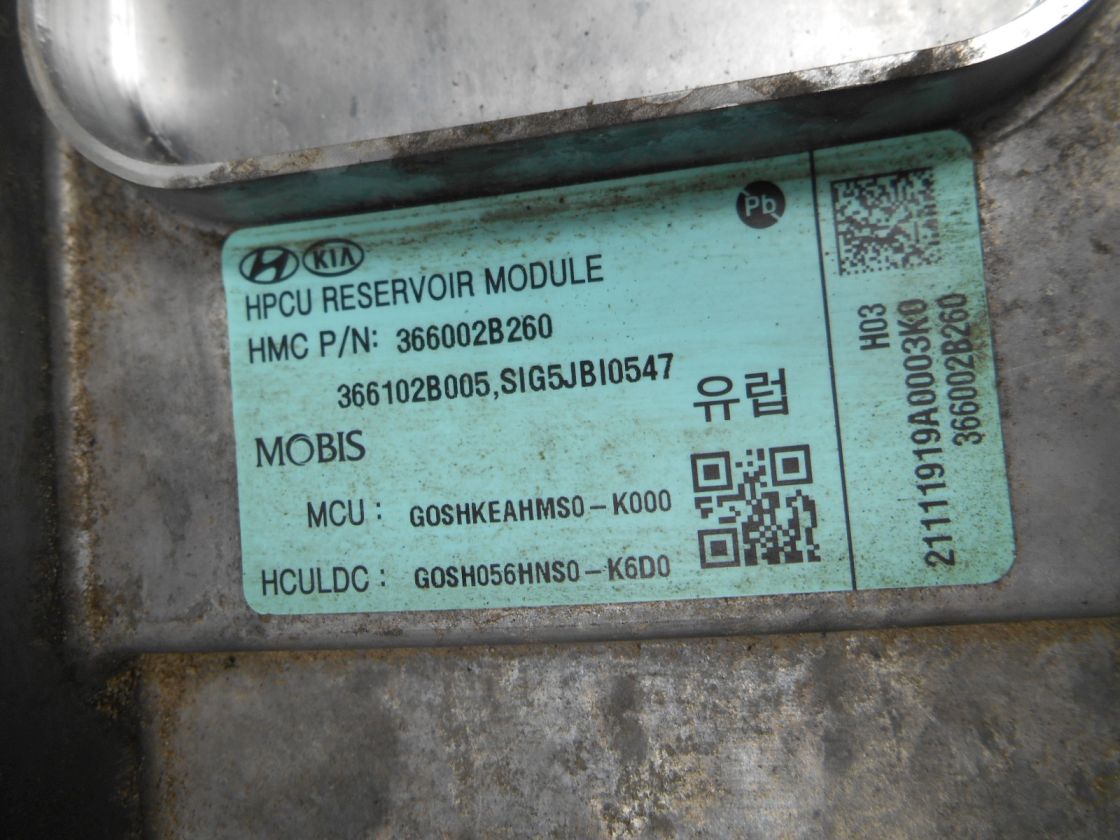 KIA
Pb
HPCU RESERVOIR MODULE
HMC P/N: 366002B260
366102B005,SIG5JBI0547
유럽
MOBIS
MCU : GOSHKEAHMS0-K000
HCULDC : GOSH056HNS0-K6D0
H03
21111919A0003K0
366002B260